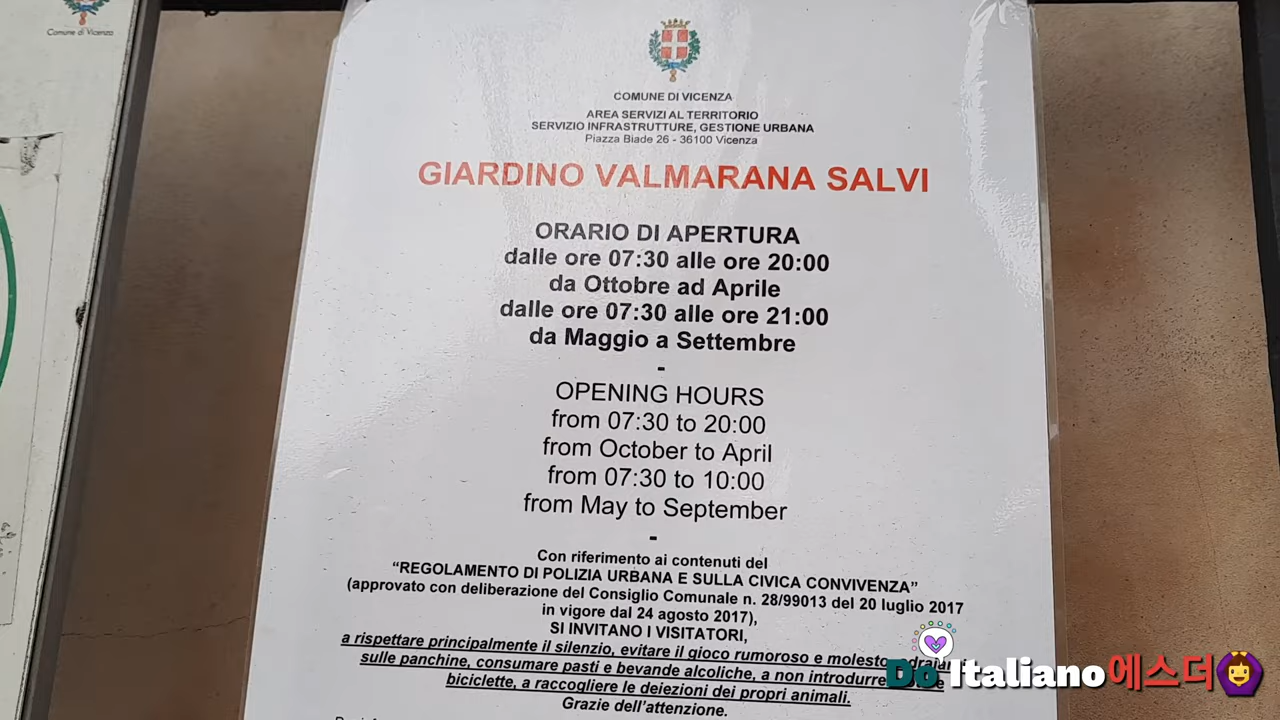 Comune di Vicenza
COMUNE DI VICENZA
AREA SERVIZI AL TERRITORIO
SERVIZIO INFRASTRUTTURE, GESTIONE URBANA
Piazza Biade 26 - 36100 Vicenza
GIARDINO VALMARANA SALVI
ORARIO DI APERTURA
dalle ore 07:30 alle ore 20:00
da Ottobre ad Aprile
dalle ore 07:30 alle ore 21:00
da Maggio a Settembre
-
OPENING HOURS
from 07:30 to 20:00
from October to April
from 07:30 to 10:00
from May to September
-
Con riferimento ai contenuti del
“REGOLAMENTO DI POLIZIA URBANA E SULLA CIVICA CONVIVENZA”
(approvato con deliberazione del Consiglio Comunale n. 28/99013 del 20 luglio 2017
in vigore dal 24 agosto 2017),
SI INVITANO I VISITATORI,
a rispettare principalmente il silenzio, evitare il gioco rumoroso e molesto
sulle panchine, consumare pasti e bevande alcoliche, a non introdurre
biciclette, a raccogliere le deiezioni dei propri animali.
Grazie dell'attenzione.
Do Italiano에스더